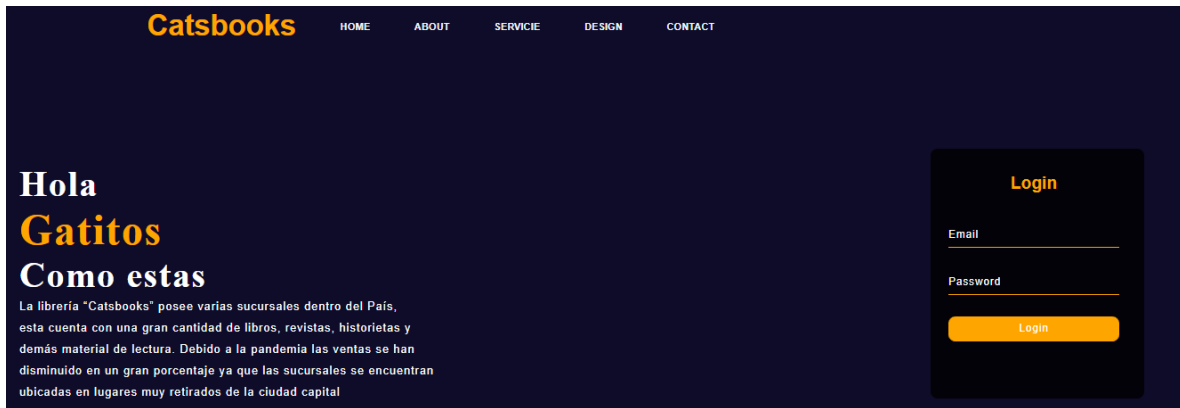 Catsbooks HOME ABOUT SERVICIE DESIGN CONTACT
Hola
Gatitos
Como estas
La librería “Catsbooks” posee varias sucursales dentro del País,
esta cuenta con una gran cantidad de libros, revistas, historietas y
demás material de lectura. Debido a la pandemia las ventas se han
disminuido en un gran porcentaje ya que las sucursales se encuentran
ubicadas en lugares muy retirados de la ciudad capital
Login
Email
Password
Login